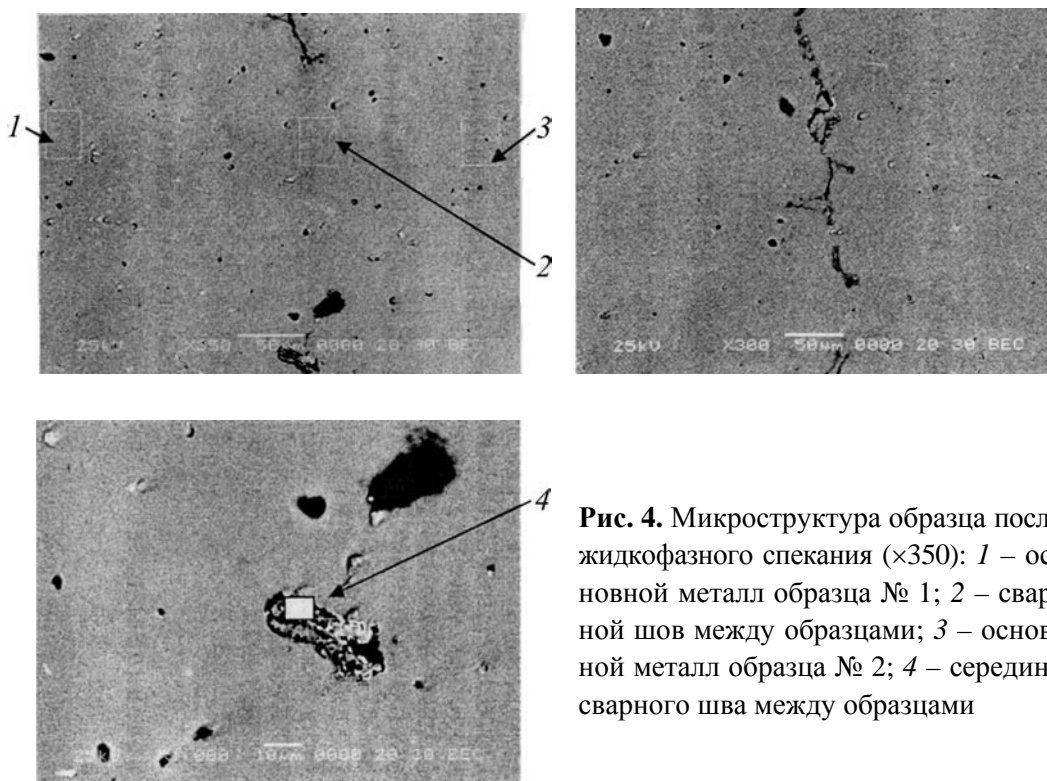 1
2
3
25kV X350 50µm 0000 20 30 BEC
25kV X300 50µm 0000 20 30 BEC
4
10µm 0000 20 30 BEC
Рис. 4. Микроструктура образца посл
жидкофазного спекания (×350): 1 – ос
новной металл образца № 1; 2 – свар
ной шов между образцами; 3 – основ
ной металл образца № 2; 4 – середин
сварного шва между образцами